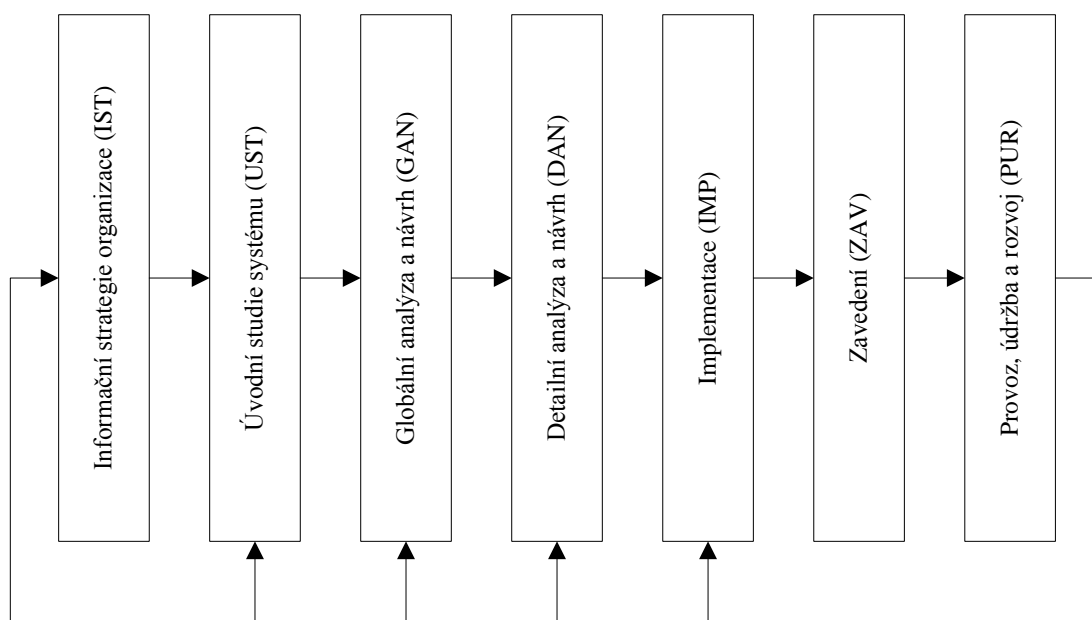 Informační strategie organizace (IST)
Úvodní studie systému (UST)
Globální analýza a návrh (GAN)
Detailní analýza a návrh (DAN)
Implementace (IMP)
Zavedení (ZAV)
Provoz, údržba a rozvoj (PUR)